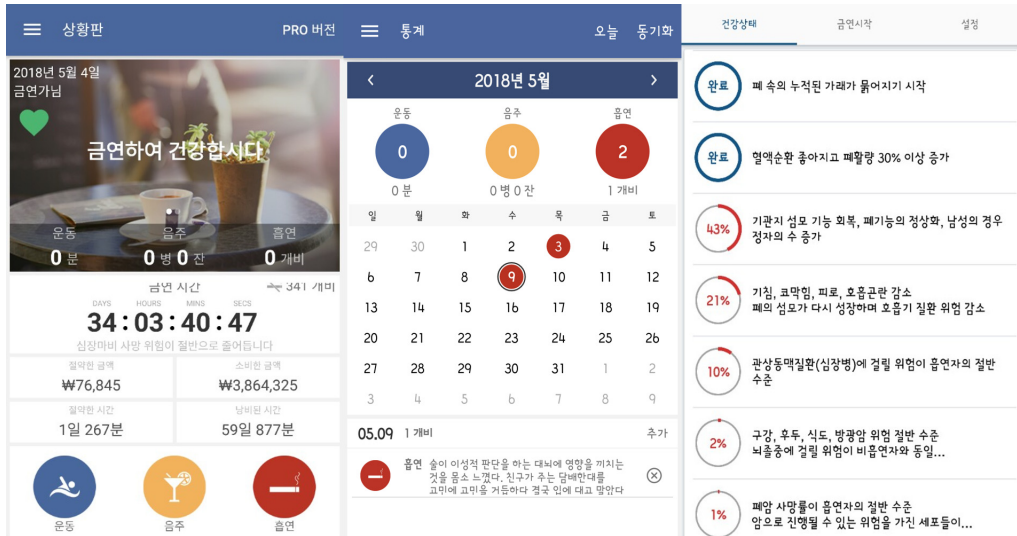 상황판
PRO 버전
2018년 5월 4일
금연가님
금연하여 건강합시다
운동
음주
흡연
0 분
0 병 0 잔
0 개비
금연 시간
341 개비
DAYS HOURS MINS SECS
34 : 03 : 40 : 47
심장마비 사망 위험이 절반으로 줄어듭니다
절약한 금액
₩76,845
소비한 금액
₩3,864,325
절약한 시간
1일 267분
낭비된 시간
59일 877분
운동
음주
흡연
통계
오늘 동기화
< 2018년 5월 >
운동 음주 흡연
0 0 2
0 분 0 병 0 잔 1 개비
일 월 화 수 목 금 토
29 30 1 2 3 4 5
6 7 8 9 10 11 12
13 14 15 16 17 18 19
20 21 22 23 24 25 26
27 28 29 30 31 1 2
3 4 5 6 7 8 9
05.09 1 개비
추가
흡연 술이 이성적 판단을 하는 대뇌에 영향을 끼치는
것을 몸소 느꼈다. 친구가 주는 담배한대를
고민에 고민을 거듭하다 결국 입에 대고 말았다
건강상태 금연시작 설정
완료 폐 속의 누적된 가래가 묽어지기 시작
완료 혈액순환 좋아지고 폐활량 30% 이상 증가
43% 기관지 섬모 기능 회복, 폐기능의 정상화, 남성의 경우
정자의 수 증가
21% 기침, 코막힘, 피로, 호흡곤란 감소
폐의 섬모가 다시 성장하며 호흡기 질환 위험 감소
10% 관상동맥질환(심장병)에 걸릴 위험이 흡연자의 절반
수준
2% 구강, 후두, 식도, 방광암 위험 절반 수준
뇌졸중에 걸릴 위험이 비흡연자와 동일...
1% 폐암 사망률이 흡연자의 절반 수준
암으로 진행될 수 있는 위험을 가진 세포들이...